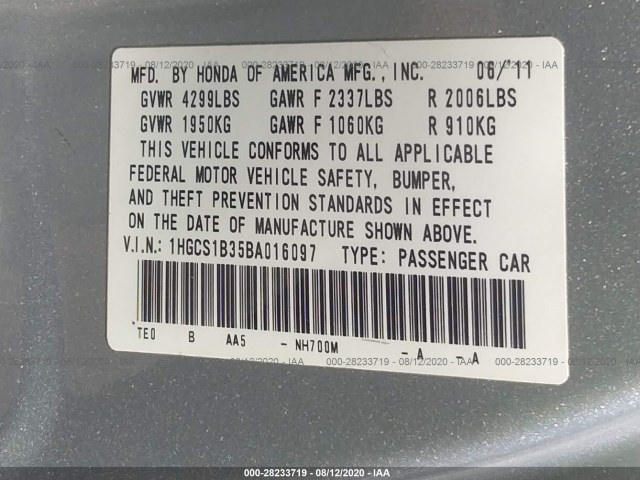 MFD. BY HONDA OF AMERICA MFG., INC. 06/'11
GVWR 4299LBS GAWR F 2337LBS R 2006LBS
GVWR 1950KG GAWR F 1060KG R 910KG
THIS VEHICLE CONFORMS TO ALL APPLICABLE
FEDERAL MOTOR VEHICLE SAFETY, BUMPER,
AND THEFT PREVENTION STANDARDS IN EFFECT
ON THE DATE OF MANUFACTURE SHOWN ABOVE.
V.I.N.: 1HGCS1B35BA016097 TYPE: PASSENGER CAR
TE0 B AA5 - NH700M - A - A
000-28233719 - 08/12/2020 - IAA